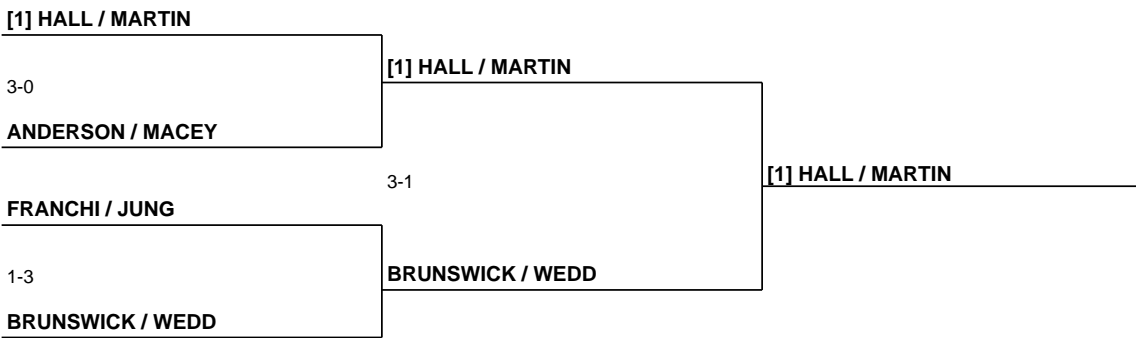 [1] HALL / MARTIN
3-0
ANDERSON / MACEY
FRANCHI / JUNG
1-3
BRUNSWICK / WEDD
[1] HALL / MARTIN
3-1
BRUNSWICK / WEDD
[1] HALL / MARTIN